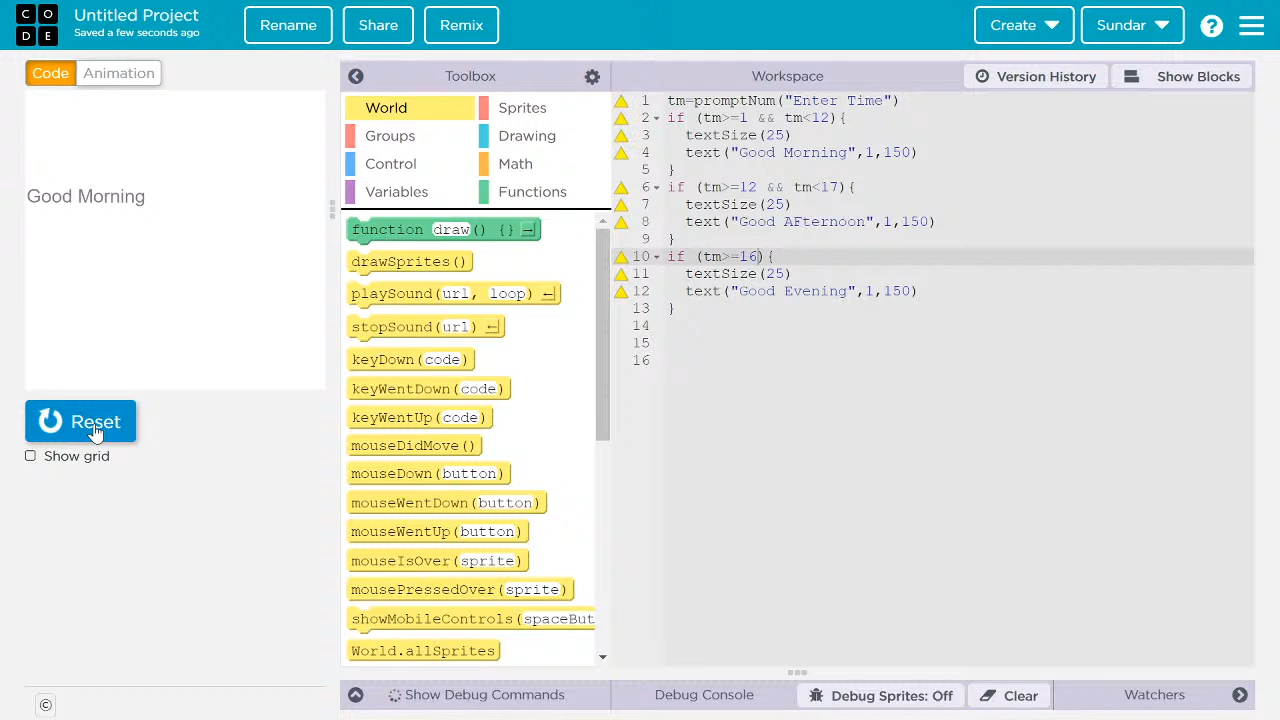 CO
DE
Untitled Project
Saved a few seconds ago
Rename
Share
Remix
Create
Sundar
?
Code
Animation
Toolbox
Workspace
Version History
Show Blocks
World
Sprites
Groups
Drawing
Control
Math
Variables
Functions
function draw() {}
drawSprites()
playSound(url, loop)
stopSound(url)
keyDown(code)
keyWentDown(code)
keyWentUp(code)
mouseDidMove()
mouseDown(button)
mouseWentDown(button)
mouseWentUp(button)
mouseIsOver(sprite)
mousePressedOver(sprite)
showMobileControls(spaceBut
World.allSprites
1 tm=promptNum("Enter Time")
2 if (tm>=1 && tm<12){
3 textSize(25)
4 text("Good Morning",1,150)
5 }
6 if (tm>=12 && tm<17){
7 textSize(25)
8 text("Good AFternoon",1,150)
9 }
10 if (tm>=16){
11 textSize(25)
12 text("Good Evening",1,150)
13 }
14
15
16
Good Morning
Reset
Show grid
©
Show Debug Commands
Debug Console
Debug Sprites: Off
Clear
Watchers